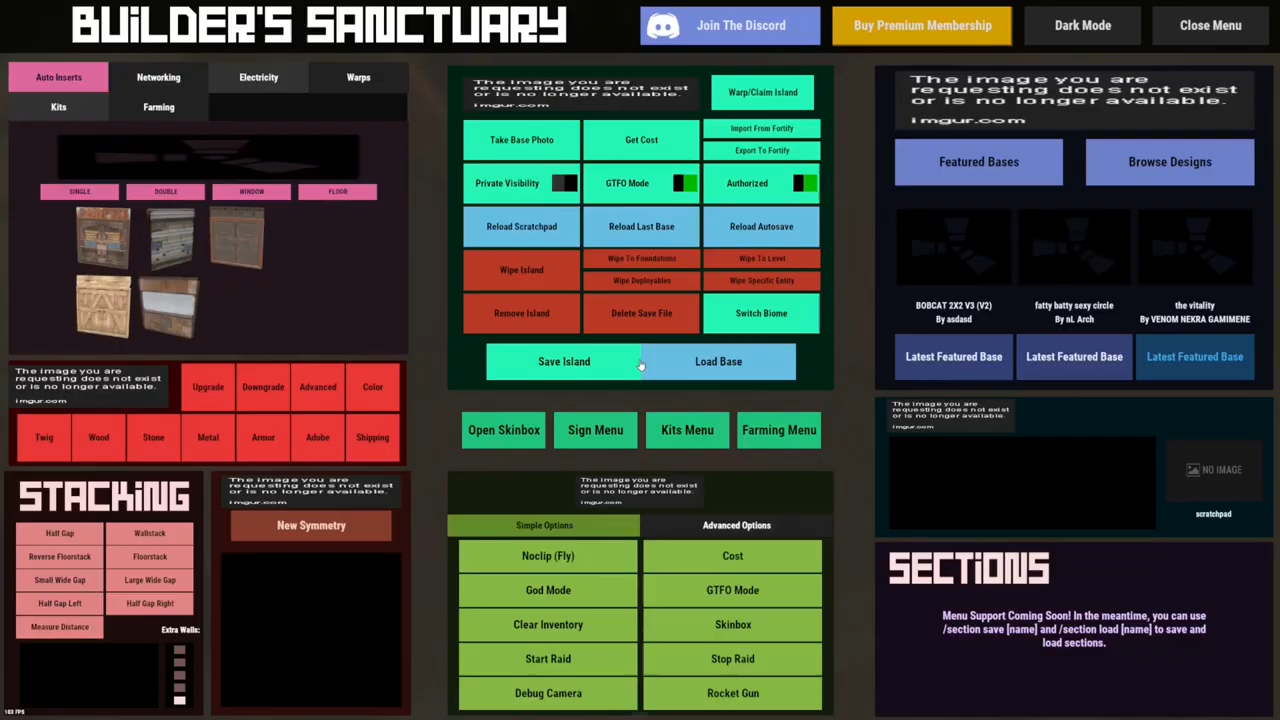 BUILDER'S SANCTUARY
Join The Discord
Buy Premium Membership
Dark Mode
Close Menu
Auto Inserts
Networking
Electricity
Warps
Kits
Farming
SINGLE
DOUBLE
WINDOW
FLOOR
The image you are
requesting does not exist
or is no longer available.
imgur.com
Upgrade
Downgrade
Advanced
Color
Twig
Wood
Stone
Metal
Armor
Adobe
Shipping
STACKING
Half Gap
Wallstack
Reverse Floorstack
Floorstack
Small Wide Gap
Large Wide Gap
Half Gap Left
Half Gap Right
Measure Distance
Extra Walls:
103 FPS
The image you are
requesting does not exist
or is no longer available.
imgur.com
New Symmetry
The image you are
requesting does not exist
or is no longer available.
imgur.com
Warp/Claim Island
Take Base Photo
Get Cost
Import From Fortify
Export To Fortify
Private Visibility
GTFO Mode
Authorized
Reload Scratchpad
Reload Last Base
Reload Autosave
Wipe Island
Wipe To Foundations
Wipe To Level
Wipe Deployables
Wipe Specific Entity
Remove Island
Delete Save File
Switch Biome
Save Island
Load Base
Open Skinbox
Sign Menu
Kits Menu
Farming Menu
The image you are
requesting does not exist
or is no longer available.
imgur.com
Simple Options
Advanced Options
Noclip (Fly)
Cost
God Mode
GTFO Mode
Clear Inventory
Skinbox
Start Raid
Stop Raid
Debug Camera
Rocket Gun
The image you are
requesting does not exist
or is no longer available.
imgur.com
Featured Bases
Browse Designs
BOBCAT 2X2 V3 (V2)
By asdasd
fatty batty sexy circle
By nL Arch
the vitality
By VENOM NEKRA GAMIMENE
Latest Featured Base
Latest Featured Base
Latest Featured Base
The image you are
requesting does not exist
or is no longer available.
imgur.com
NO IMAGE
scratchpad
SECTIONS
Menu Support Coming Soon! In the meantime, you can use
/section save [name] and /section load [name] to save and
load sections.